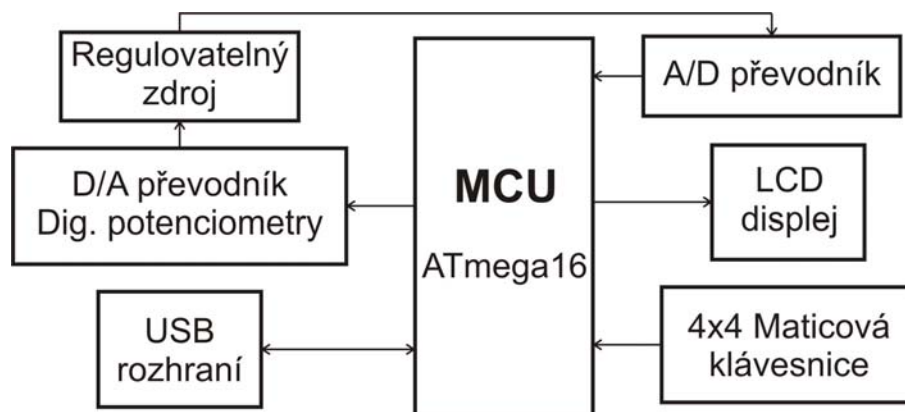 Regulovatelný
zdroj
A/D převodník
D/A převodník
Dig. potenciometry
MCU
ATmega16
LCD
displej
USB
rozhraní
4x4 Maticová
klávesnice